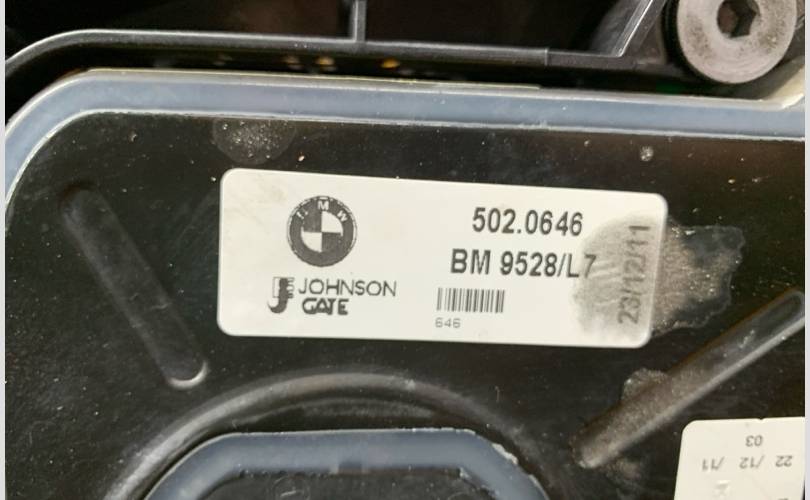 BMW
502.0646
BM 9528/L7
JOHNSON
GATE
646
23/12/11
03
22 /12 /11